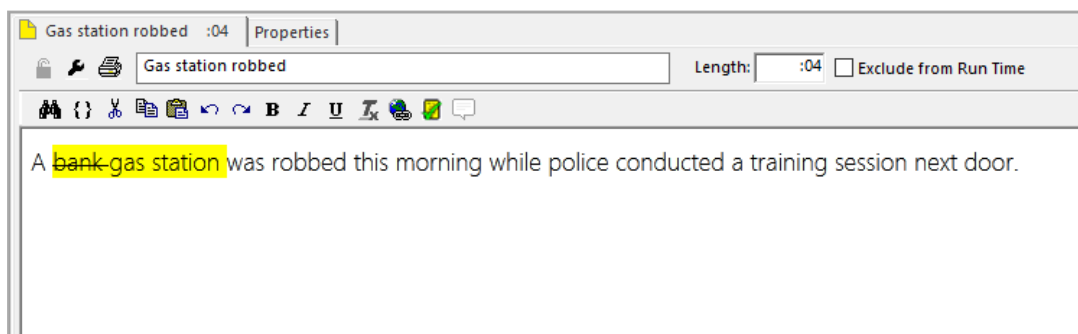 Gas station robbed :04 Properties
Gas station robbed Length: :04 Exclude from Run Time
B I U Tx
A bank gas station was robbed this morning while police conducted a training session next door.